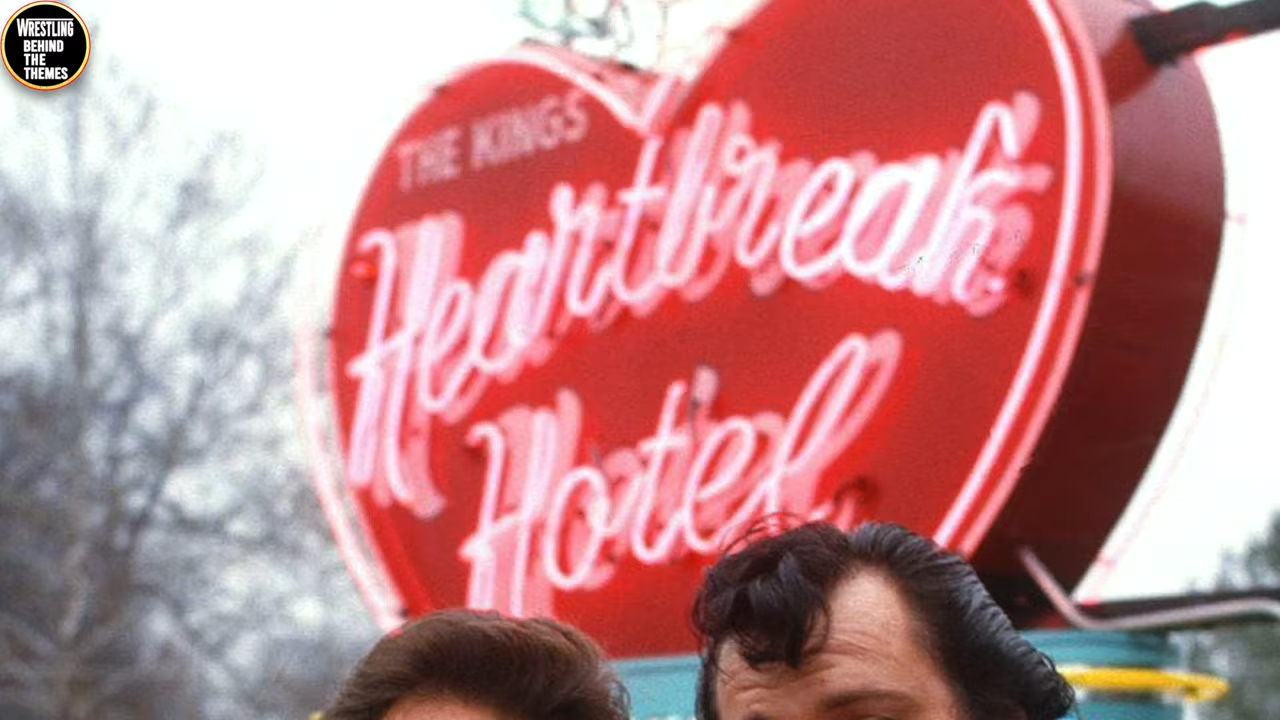 WRESTLING
BEHIND
THE
THEMES
THE KINGS
Heartbreak
Hotel